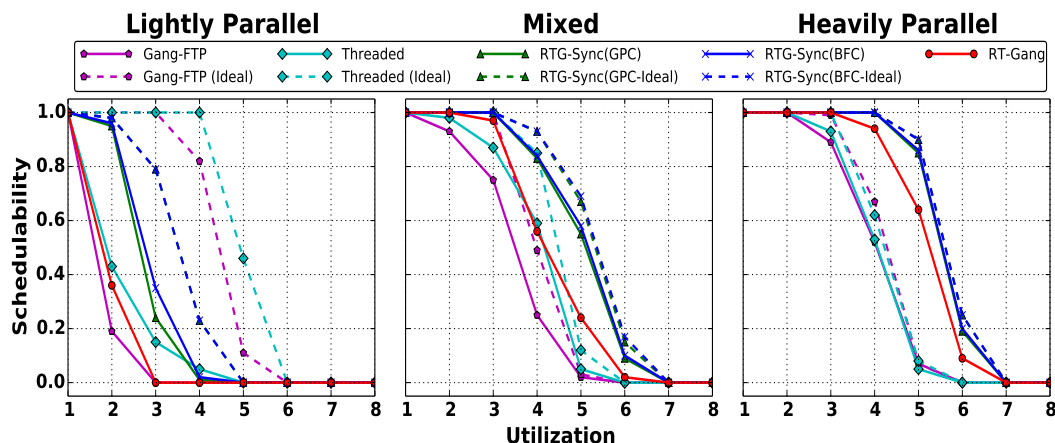 Lightly Parallel Mixed Heavily Parallel
Gang-FTP Threaded RTG-Sync(GPC) RTG-Sync(BFC) RT-Gang
Gang-FTP (Ideal) Threaded (Ideal) RTG-Sync(GPC-Ideal) RTG-Sync(BFC-Ideal)
1.0
0.8
0.6
0.4
0.2
0.0
Schedulability
1 2 3 4 5 6 7 8 1 2 3 4 5 6 7 8 1 2 3 4 5 6 7 8
Utilization